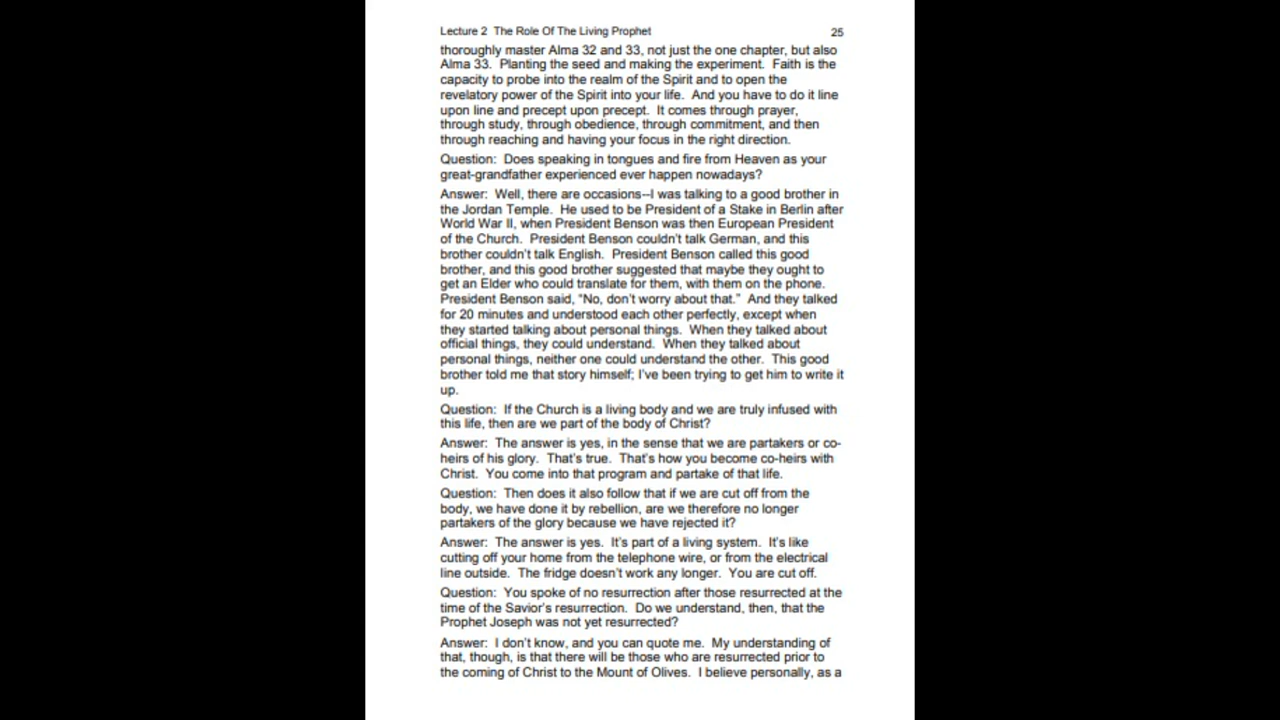 Lecture 2  The Role Of The Living Prophet 25
thoroughly master Alma 32 and 33, not just the one chapter, but also
Alma 33.  Planting the seed and making the experiment.  Faith is the
capacity to probe into the realm of the Spirit and to open the
revelatory power of the Spirit into your life.  And you have to do it line
upon line and precept upon precept.  It comes through prayer,
through study, through obedience, through commitment, and then
through reaching and having your focus in the right direction.
Question:  Does speaking in tongues and fire from Heaven as your
great-grandfather experienced ever happen nowadays?
Answer:  Well, there are occasions--I was talking to a good brother in
the Jordan Temple.  He used to be President of a Stake in Berlin after
World War II, when President Benson was then European President
of the Church.  President Benson couldn't talk German, and this
brother couldn't talk English.  President Benson called this good
brother, and this good brother suggested that maybe they ought to
get an Elder who could translate for them, with them on the phone.
President Benson said, "No, don't worry about that."  And they talked
for 20 minutes and understood each other perfectly, except when
they started talking about personal things.  When they talked about
official things, they could understand.  When they talked about
personal things, neither one could understand the other.  This good
brother told me that story himself; I've been trying to get him to write it
up.
Question:  If the Church is a living body and we are truly infused with
this life, then are we part of the body of Christ?
Answer:  The answer is yes, in the sense that we are partakers or co-
heirs of his glory.  That's true.  That's how you become co-heirs with
Christ.  You come into that program and partake of that life.
Question:  Then does it also follow that if we are cut off from the
body, we have done it by rebellion, are we therefore no longer
partakers of the glory because we have rejected it?
Answer:  The answer is yes.  It's part of a living system.  It's like
cutting off your home from the telephone wire, or from the electrical
line outside.  The fridge doesn't work any longer.  You are cut off.
Question:  You spoke of no resurrection after those resurrected at the
time of the Savior's resurrection.  Do we understand, then, that the
Prophet Joseph was not yet resurrected?
Answer:  I don't know, and you can quote me.  My understanding of
that, though, is that there will be those who are resurrected prior to
the coming of Christ to the Mount of Olives.  I believe personally, as a